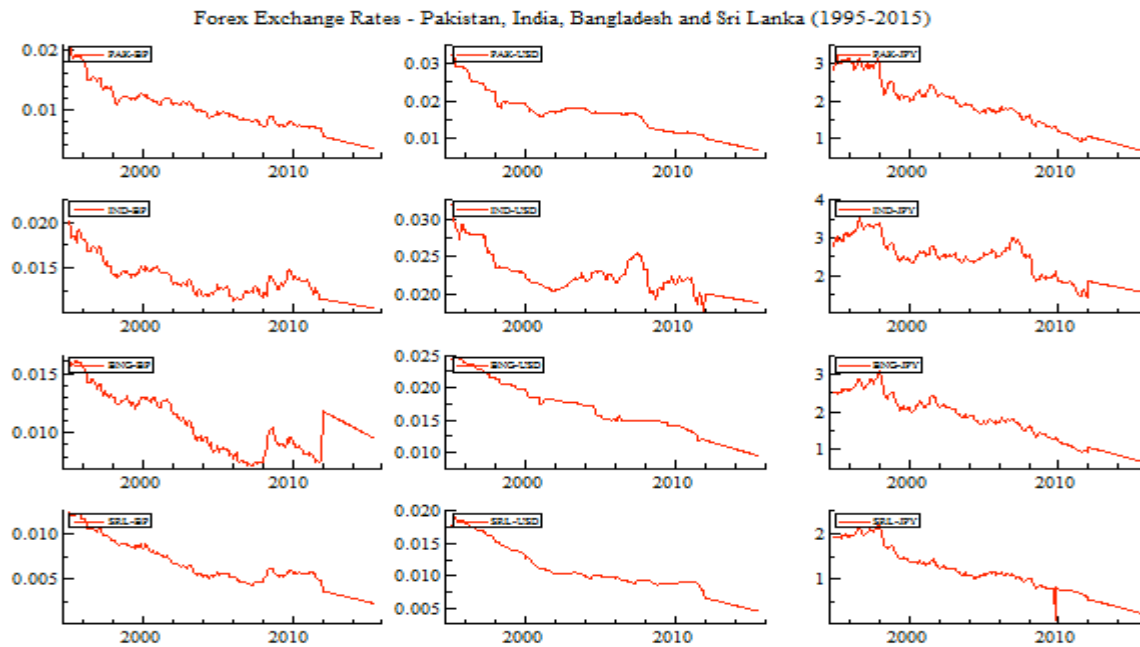 Forex Exchange Rates - Pakistan, India, Bangladesh and Sri Lanka (1995-2015)
0.02 PAK-BP 0.03 PAK-USD 3 PAK-JPY
0.01 0.02 2
0.01 1
2000 2010 2000 2010 2000 2010
0.020 IND-BP 0.030 IND-USD 4 IND-JPY
0.015 0.025 3
0.020 2
2000 2010 2000 2010 2000 2010
0.015 BNG-BP 0.025 BNG-USD 3 BNG-JPY
0.010 0.020 2
0.015 1
0.010
2000 2010 2000 2010 2000 2010
0.010 SRL-BP 0.020 SRL-USD 2 SRL-JPY
0.005 0.015 1
0.010
0.005
2000 2010 2000 2010 2000 2010